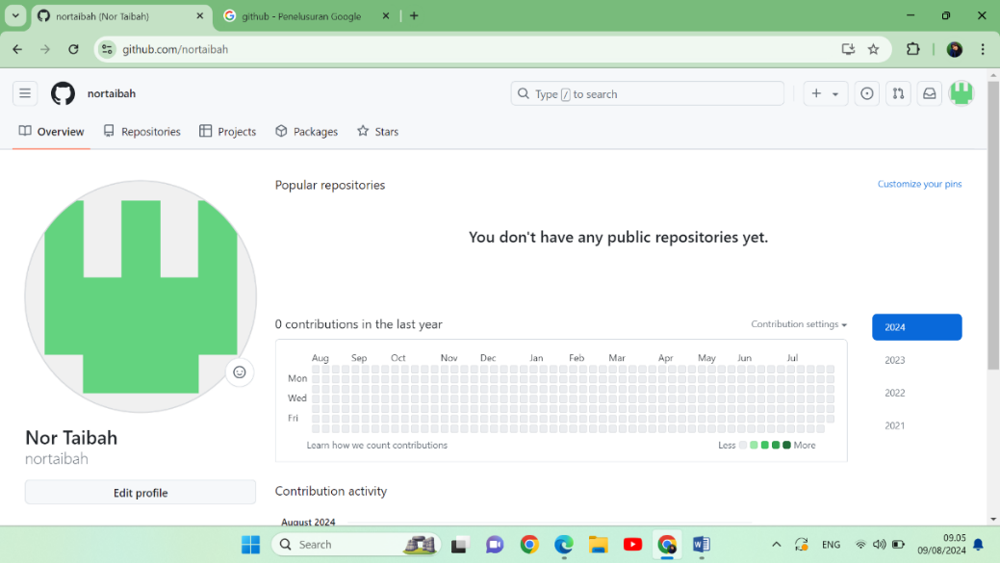 nortaibah (Nor Taibah)
github - Penelusuran Google
github.com/nortaibah
nortaibah
Type / to search
Overview
Repositories
Projects
Packages
Stars
Popular repositories
Customize your pins
You don't have any public repositories yet.
0 contributions in the last year
Contribution settings
2024
2023
2022
2021
Aug Sep Oct Nov Dec Jan Feb Mar Apr May Jun Jul
Mon
Wed
Fri
Learn how we count contributions
Less
More
Nor Taibah
nortaibah
Edit profile
Contribution activity
August 2024
Search
ENG
09.05
09/08/2024